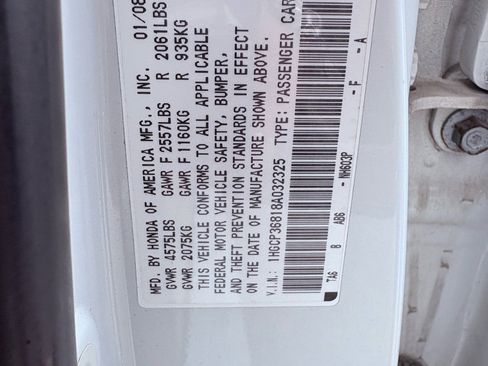 MFD. BY HONDA OF AMERICA MFG., INC. 01/08
GVWR 4575LBS GAWR F 2557LBS R 2061LBS
GVWR 2075KG GAWR F 1160KG R 935KG
THIS VEHICLE CONFORMS TO ALL APPLICABLE
FEDERAL MOTOR VEHICLE SAFETY, BUMPER,
AND THEFT PREVENTION STANDARDS IN EFFECT
ON THE DATE OF MANUFACTURE SHOWN ABOVE.
V.I.N.: 1HGCP36818A032325 TYPE: PASSENGER CAR
TA6 8 AB6 NH603P - F - A